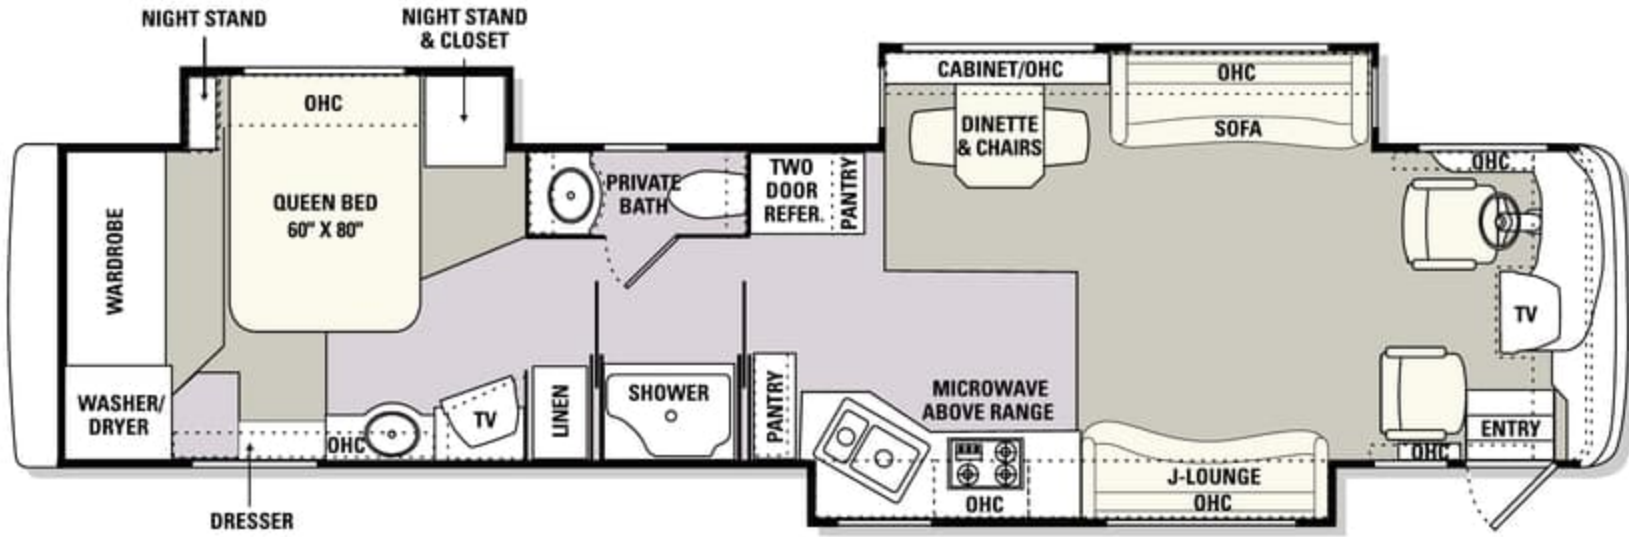 NIGHT STAND
NIGHT STAND
& CLOSET
OHC
QUEEN BED
60" X 80"
WARDROBE
WASHER/
DRYER
DRESSER
OHC
TV
LINEN
PRIVATE
BATH
SHOWER
TWO
DOOR
REFER.
PANTRY
PANTRY
CABINET/OHC
DINETTE
& CHAIRS
OHC
SOFA
MICROWAVE
ABOVE RANGE
OHC
J-LOUNGE
OHC
OHC
TV
ENTRY
OHC